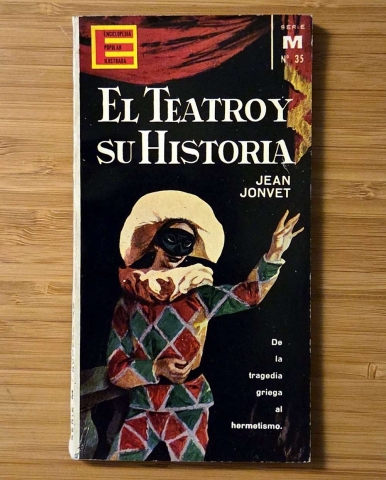 ENCICLOPEDIA
POPULAR
ILUSTRADA
SERIE
M
Nº 35
EL TEATRO Y
SU HISTORIA
JEAN
JONVET
De
la
tragedia
griega
al
hermetismo.